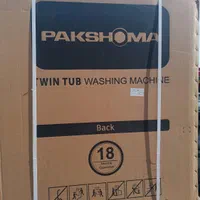 PAKSHOMA
TWIN TUB WASHING MACHINE
Back
18